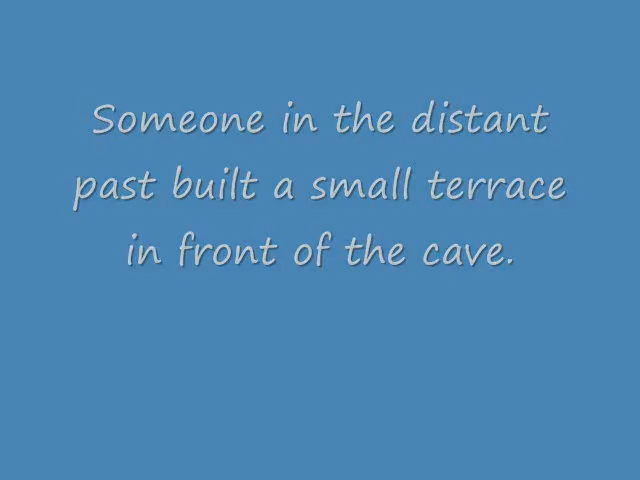 Someone in the distant
past built a small terrace
in front of the cave.